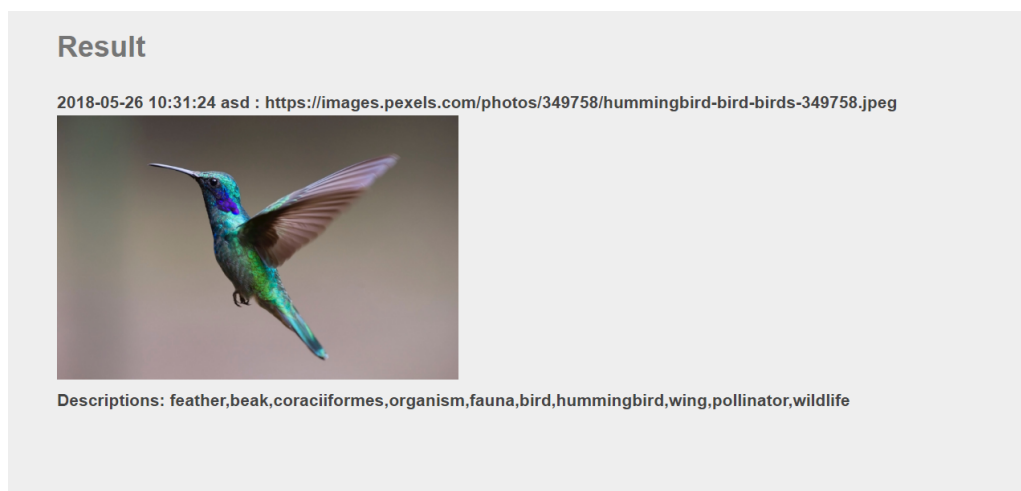 Result
2018-05-26 10:31:24 asd : https://images.pexels.com/photos/349758/hummingbird-bird-birds-349758.jpeg
Descriptions: feather,beak,coraciiformes,organism,fauna,bird,hummingbird,wing,pollinator,wildlife